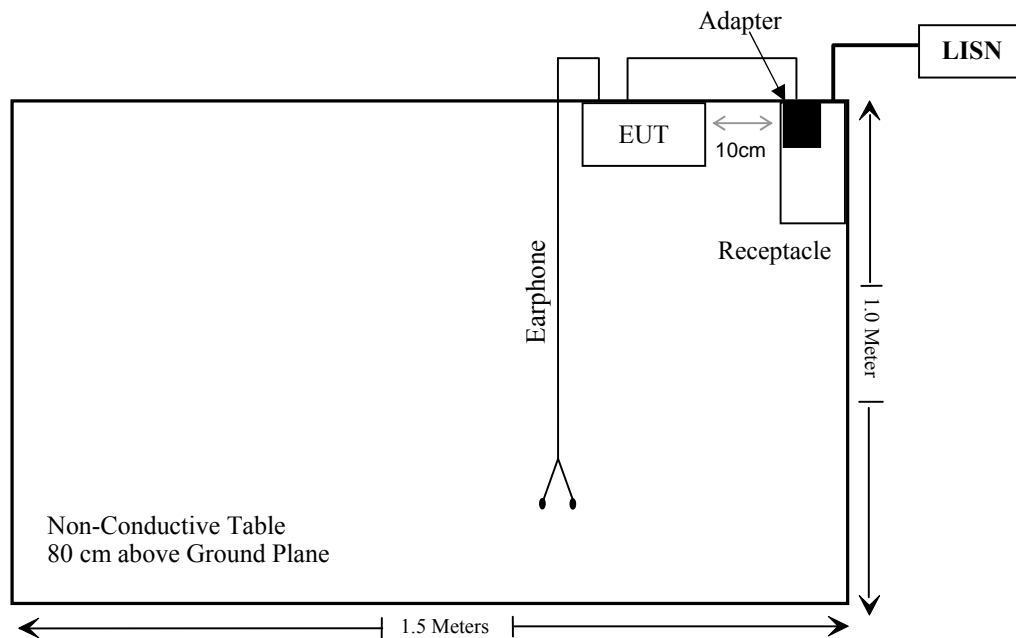 Adapter
LISN
EUT
10cm
Receptacle
Earphone
1.0 Meter
Non-Conductive Table
80 cm above Ground Plane
1.5 Meters